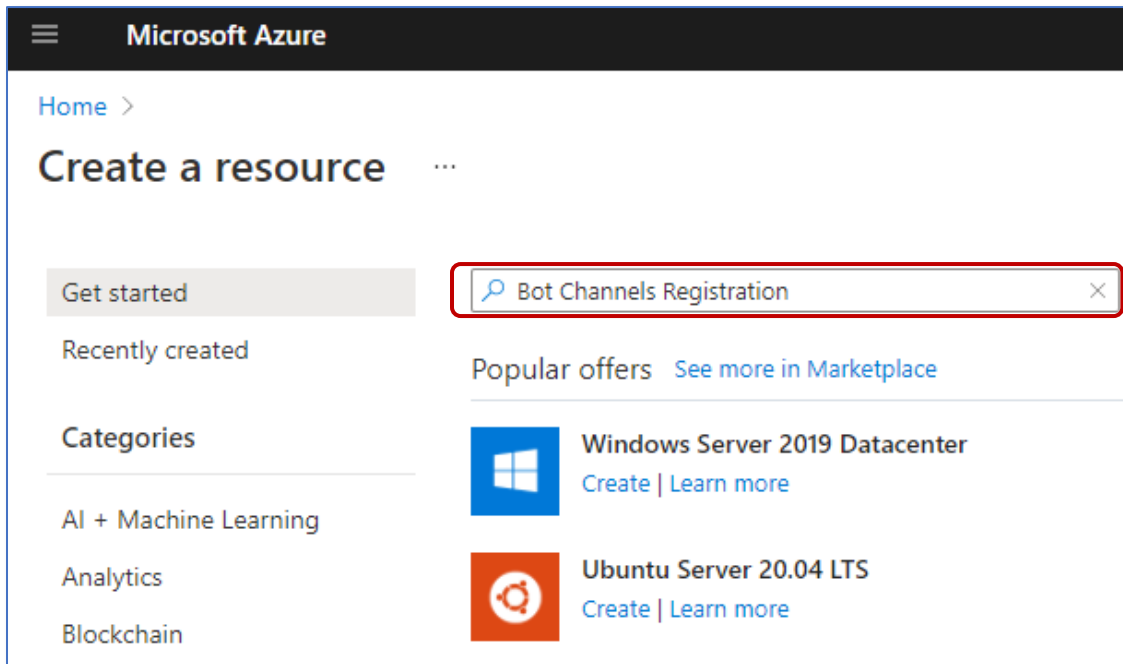 Microsoft Azure
Home >
Create a resource ...
Get started
Recently created
Categories
AI + Machine Learning
Analytics
Blockchain
Bot Channels Registration
Popular offers See more in Marketplace
Windows Server 2019 Datacenter
Create | Learn more
Ubuntu Server 20.04 LTS
Create | Learn more